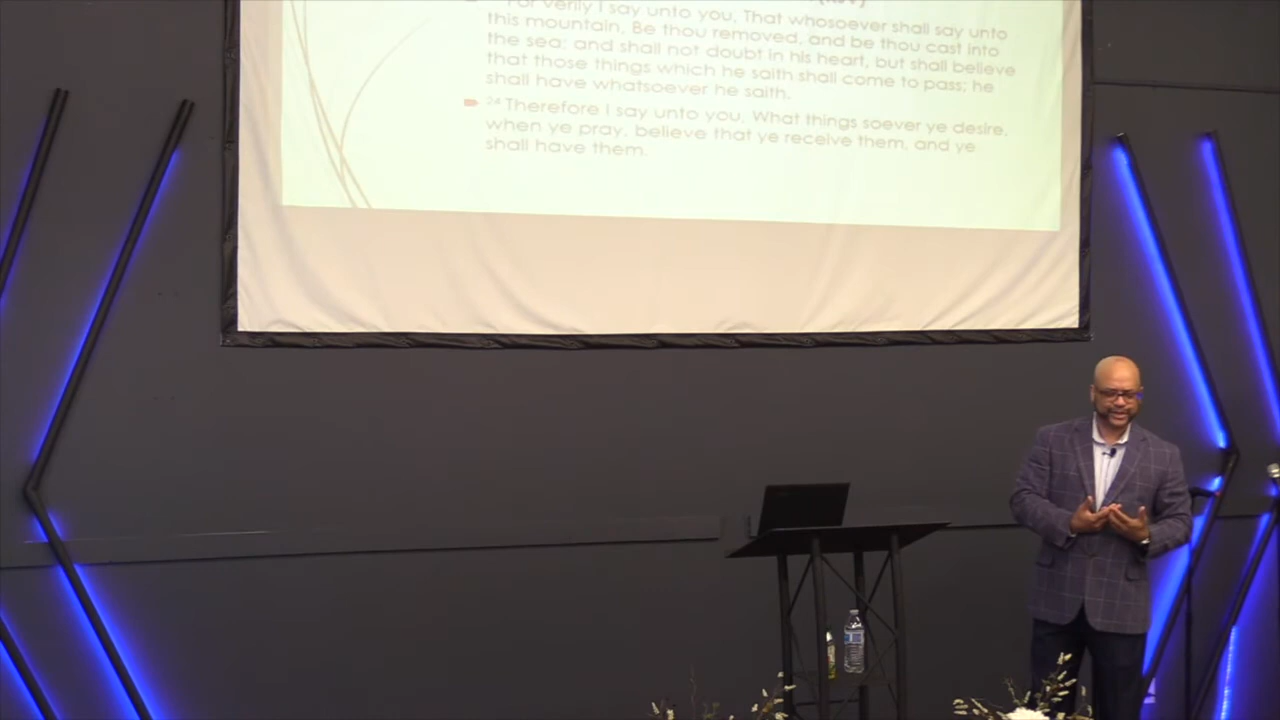 For verily I say unto you, That whosoever shall say unto
this mountain, Be thou removed, and be thou cast into
the sea; and shall not doubt in his heart, but shall believe
that those things which he saith shall come to pass; he
shall have whatsoever he saith.
24 Therefore I say unto you, What things soever ye desire,
when ye pray, believe that ye receive them, and ye
shall have them.